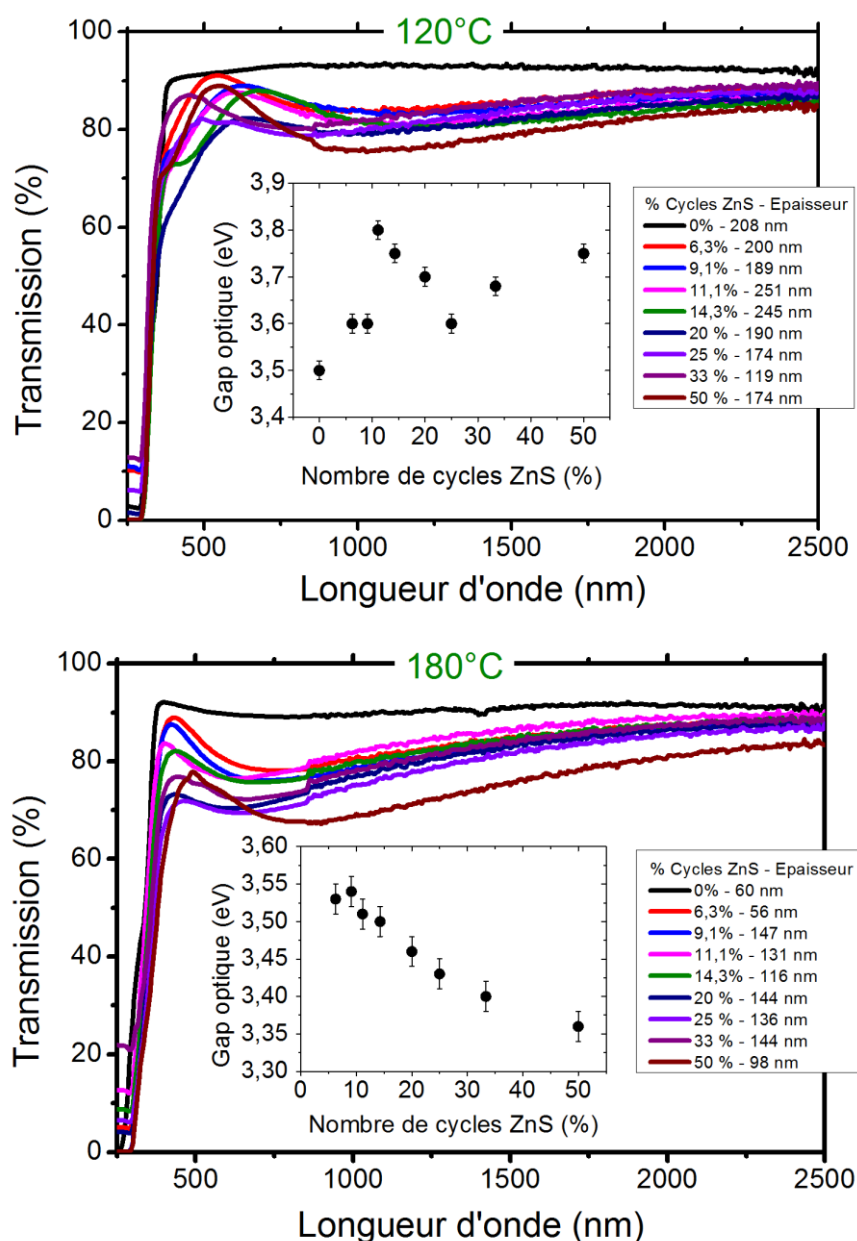 120°C
Transmission (%)
100
80
60
40
20
0
500
1000
1500
2000
2500
Longueur d'onde (nm)
Gap optique (eV)
3,9
3,8
3,7
3,6
3,5
3,4
0
10
20
30
40
50
Nombre de cycles ZnS (%)
% Cycles ZnS - Epaisseur
0% - 208 nm
6,3% - 200 nm
9,1% - 189 nm
11,1% - 251 nm
14,3% - 245 nm
20 % - 190 nm
25 % - 174 nm
33 % - 119 nm
50 % - 174 nm
180°C
Transmission (%)
100
80
60
40
20
0
500
1000
1500
2000
2500
Longueur d'onde (nm)
Gap optique (eV)
3,60
3,55
3,50
3,45
3,40
3,35
3,30
0
10
20
30
40
50
Nombre de cycles ZnS (%)
% Cycles ZnS - Epaisseur
0% - 60 nm
6,3% - 56 nm
9,1% - 147 nm
11,1% - 131 nm
14,3% - 116 nm
20 % - 144 nm
25 % - 136 nm
33 % - 144 nm
50 % - 98 nm